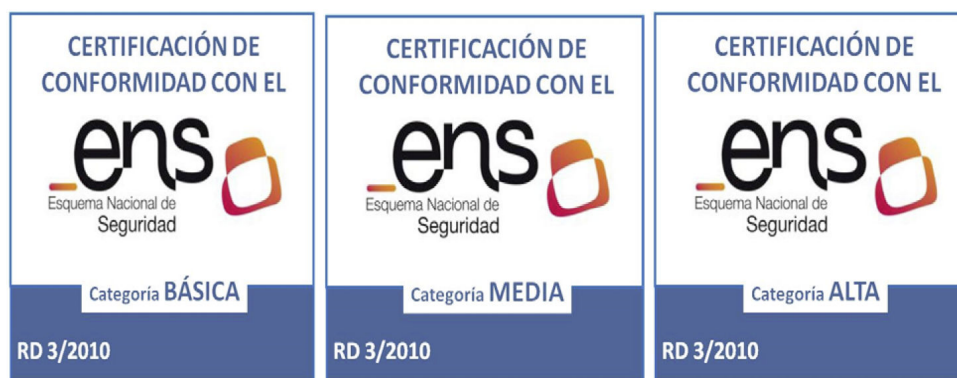 CERTIFICACIÓN DE
CONFORMIDAD CON EL
_ens
Esquema Nacional de
Seguridad
Categoría BÁSICA
RD 3/2010
CERTIFICACIÓN DE
CONFORMIDAD CON EL
_ens
Esquema Nacional de
Seguridad
Categoría MEDIA
RD 3/2010
CERTIFICACIÓN DE
CONFORMIDAD CON EL
_ens
Esquema Nacional de
Seguridad
Categoría ALTA
RD 3/2010